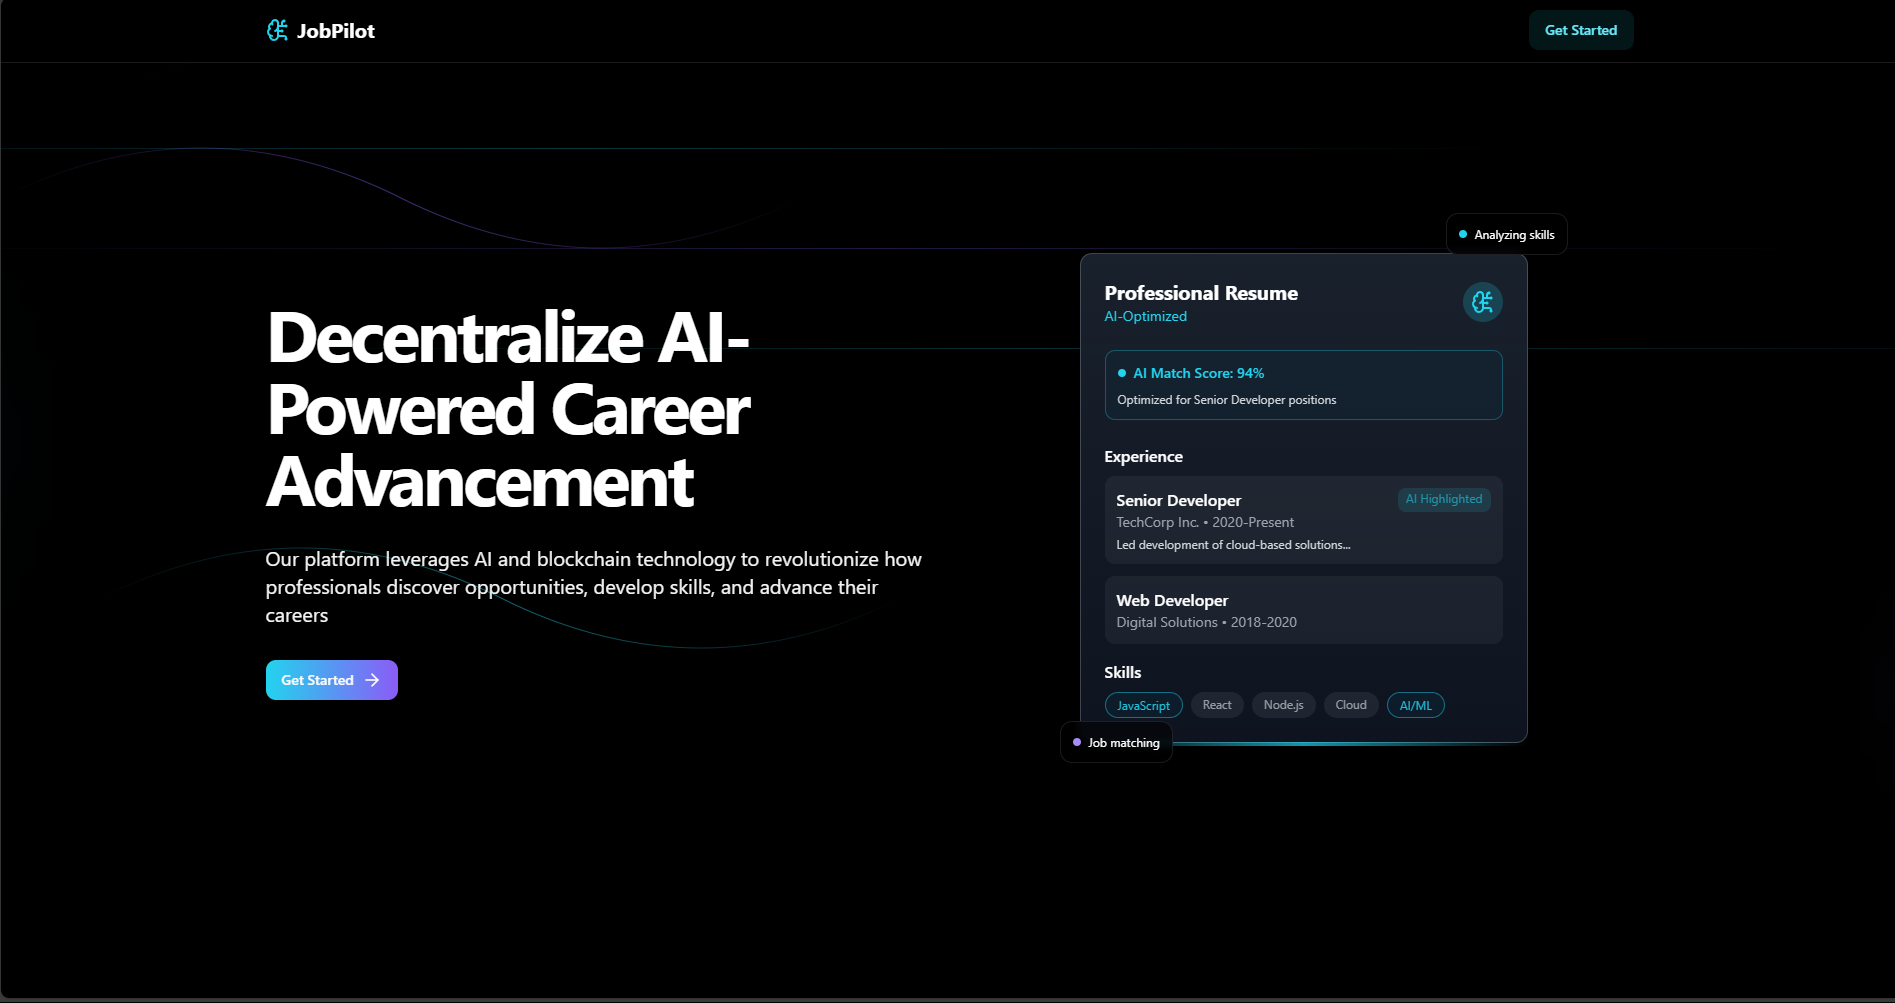 JobPilot
Get Started
Decentralize AI-
Powered Career
Advancement
Our platform leverages AI and blockchain technology to revolutionize how
professionals discover opportunities, develop skills, and advance their
careers
Get Started
Analyzing skills
Professional Resume
AI-Optimized
AI Match Score: 94%
Optimized for Senior Developer positions
Experience
Senior Developer
AI Highlighted
TechCorp Inc. • 2020-Present
Led development of cloud-based solutions...
Web Developer
Digital Solutions • 2018-2020
Skills
JavaScript React Node.js Cloud AI/ML
Job matching